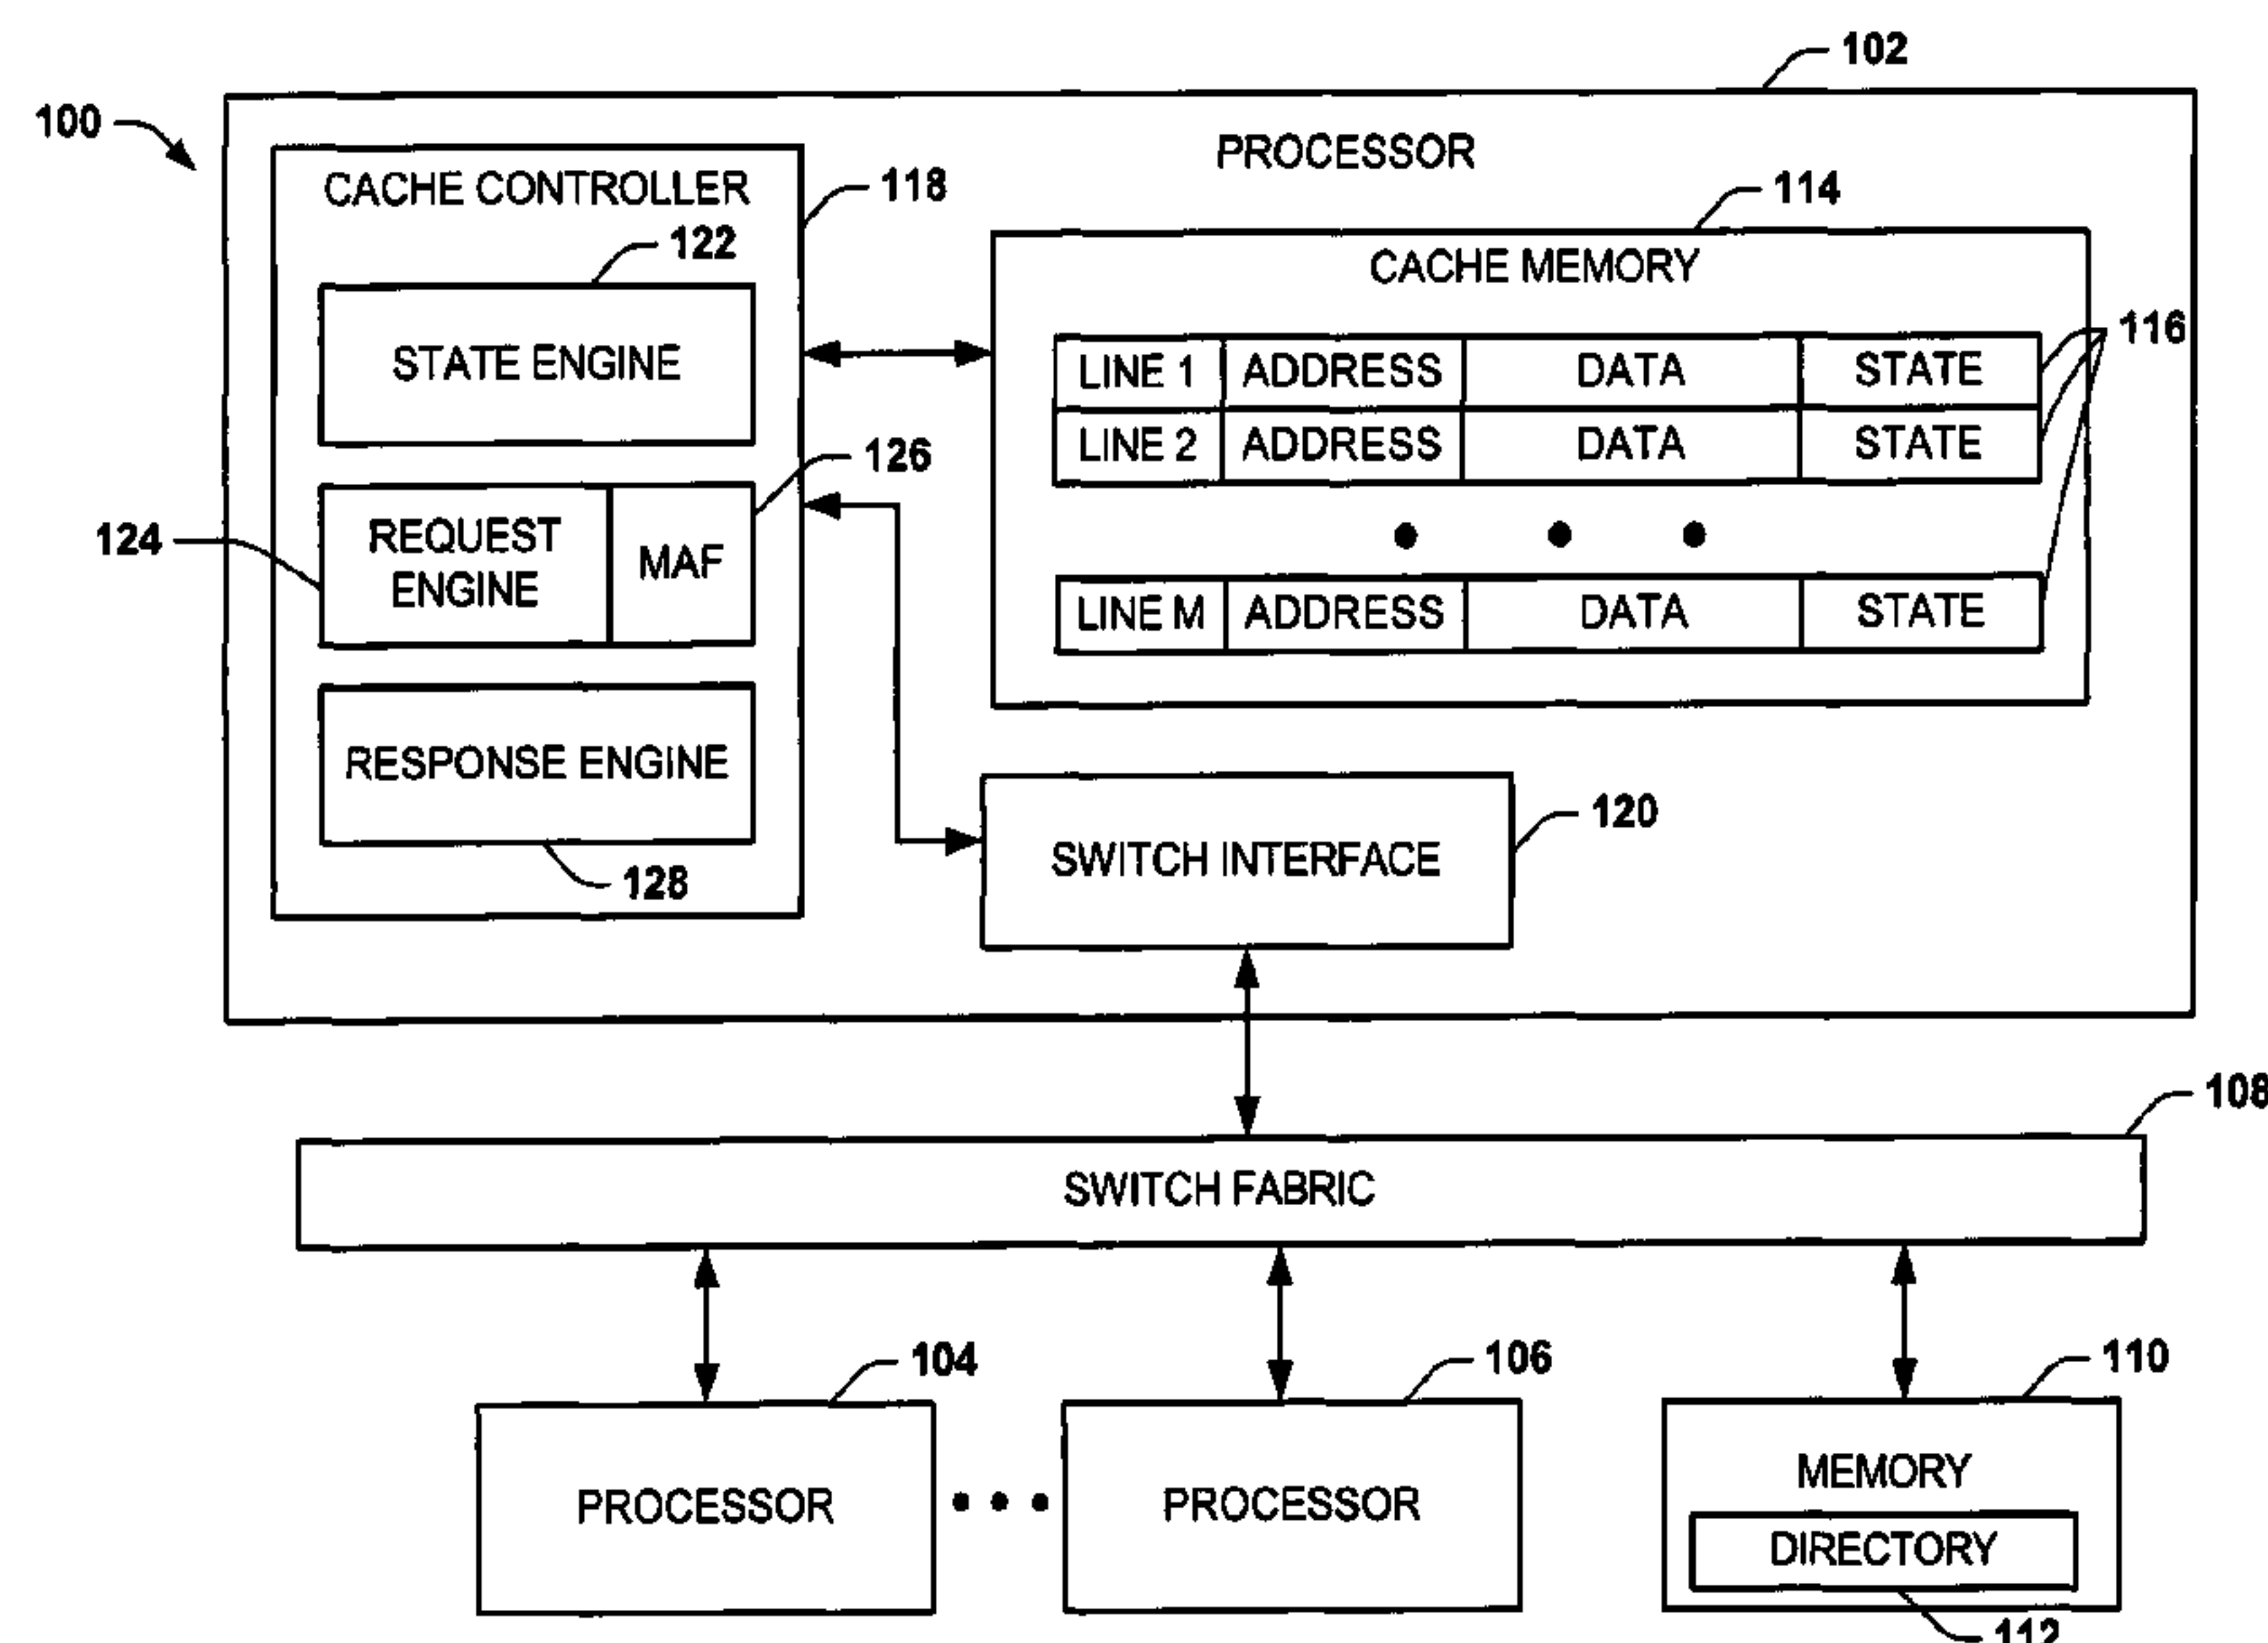 102
100
PROCESSOR
CACHE CONTROLLER
118
114
122
CACHE MEMORY
116
STATE ENGINE
LINE 1 ADDRESS DATA STATE
LINE 2 ADDRESS DATA STATE
126
124
REQUEST
ENGINE
MAF
LINE M ADDRESS DATA STATE
RESPONSE ENGINE
128
120
SWITCH INTERFACE
108
SWITCH FABRIC
104
106
110
PROCESSOR
PROCESSOR
MEMORY
DIRECTORY
112